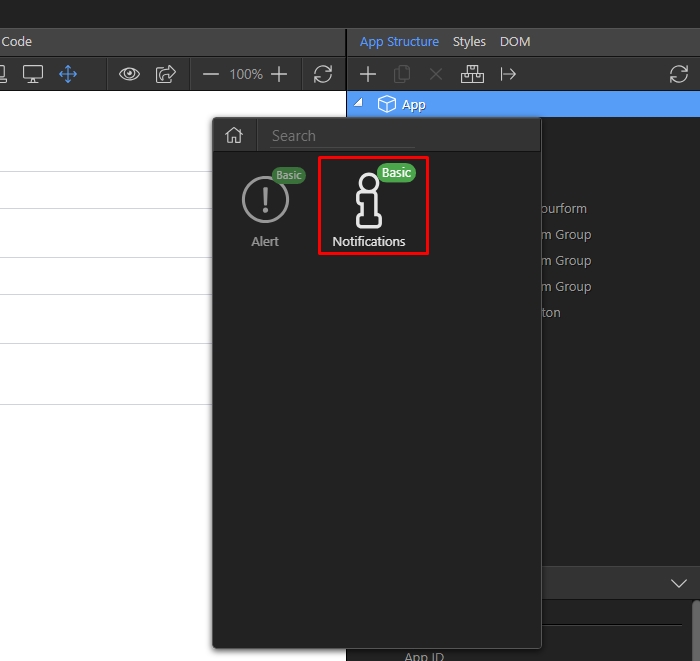 Code
App Structure Styles DOM
100%
App
Search
Basic
Basic
Alert
Notifications
ourform
m Group
m Group
m Group
ton
App ID